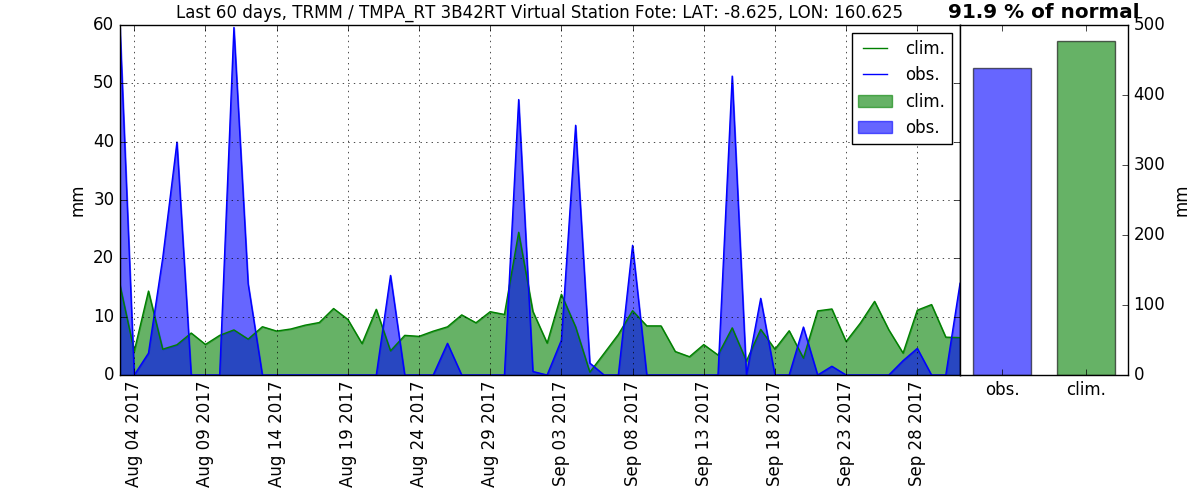 Last 60 days, TRMM / TMPA_RT 3B42RT Virtual Station Fote: LAT: -8.625, LON: 160.625
91.9 % of normal
mm
60
50
40
30
20
10
0
clim.
obs.
clim.
obs.
Aug 04 2017
Aug 09 2017
Aug 14 2017
Aug 19 2017
Aug 24 2017
Aug 29 2017
Sep 03 2017
Sep 08 2017
Sep 13 2017
Sep 18 2017
Sep 23 2017
Sep 28 2017
500
400
300
200
100
0
mm
obs.
clim.